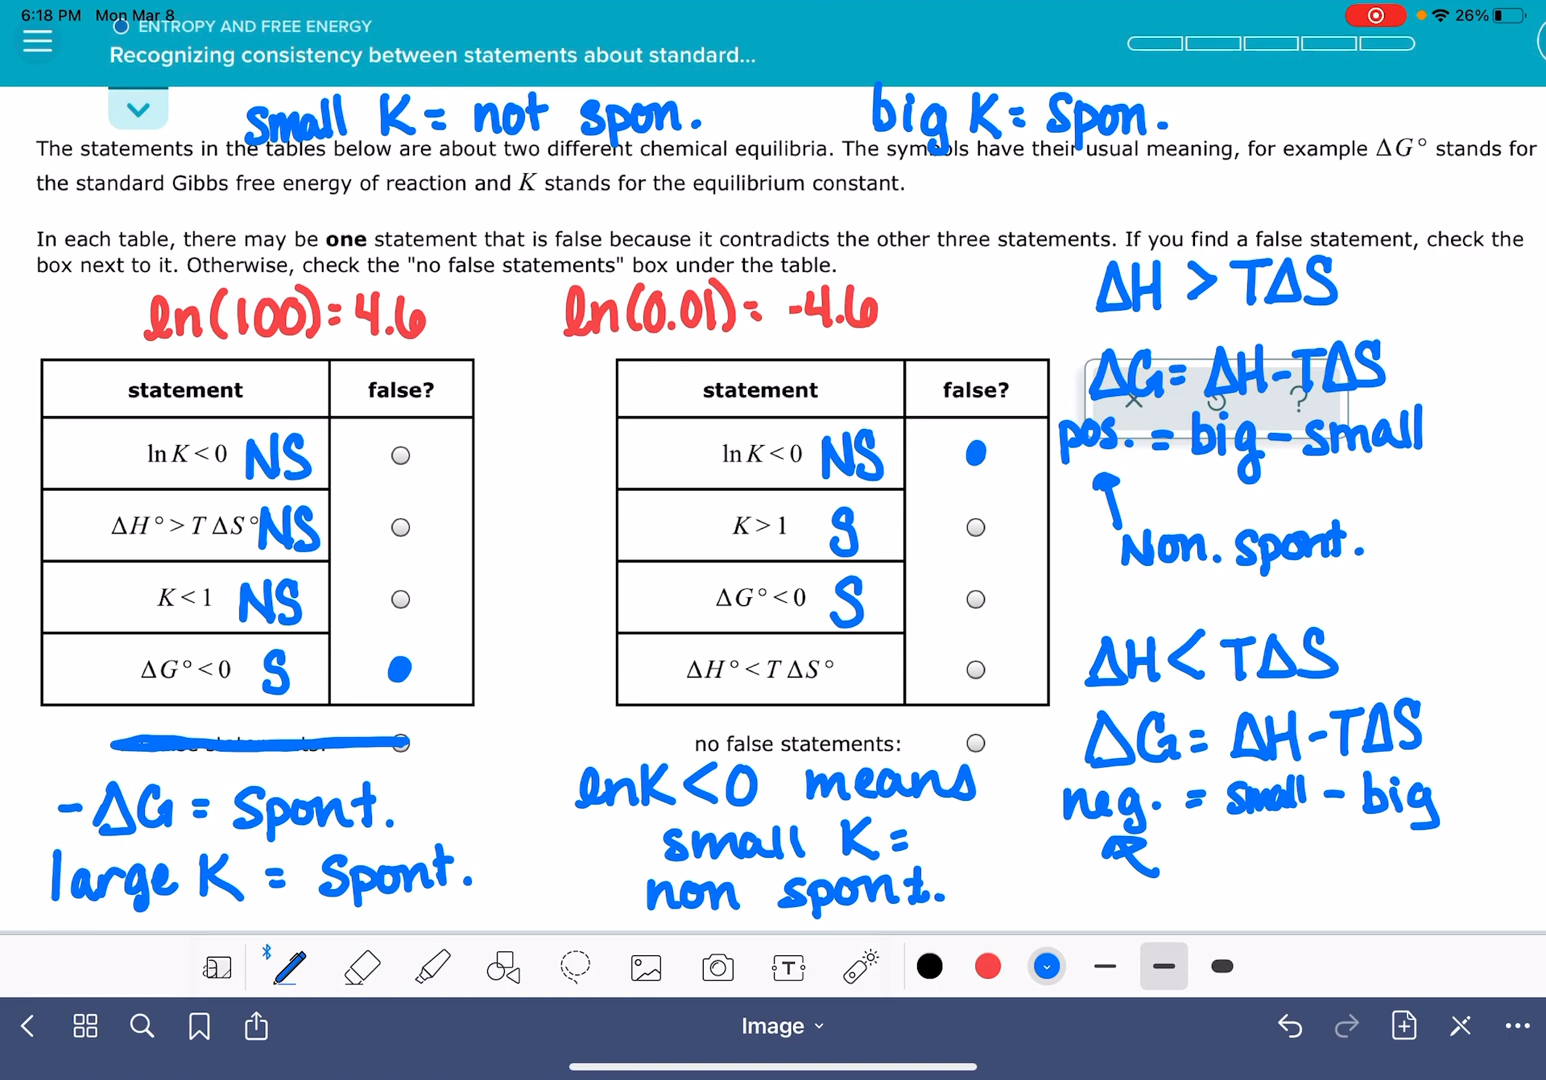 6:18 PM Mon Mar 8
26%
ENTROPY AND FREE ENERGY
Recognizing consistency between statements about standard...
small K = not spon.
big K = Spon.
The statements in the tables below are about two different chemical equilibria. The symbols have their usual meaning, for example ΔG° stands for
the standard Gibbs free energy of reaction and K stands for the equilibrium constant.
In each table, there may be one statement that is false because it contradicts the other three statements. If you find a false statement, check the
box next to it. Otherwise, check the "no false statements" box under the table.
ln(100) = 4.6
ln(0.01) = -4.6
statement false?
ln K < 0 NS
ΔH° > T ΔS° NS
K < 1 NS
ΔG° < 0 S
-ΔG = Spont.
large K = Spont.
statement false?
ln K < 0 NS
K > 1 S
ΔG° < 0 S
ΔH° < T ΔS°
no false statements:
lnK < 0 means
small K =
non spont.
ΔH > TΔS
ΔG = ΔH - TΔS
pos. = big - small
Non. spont.
ΔH < TΔS
ΔG = ΔH - TΔS
neg. = small - big
Image